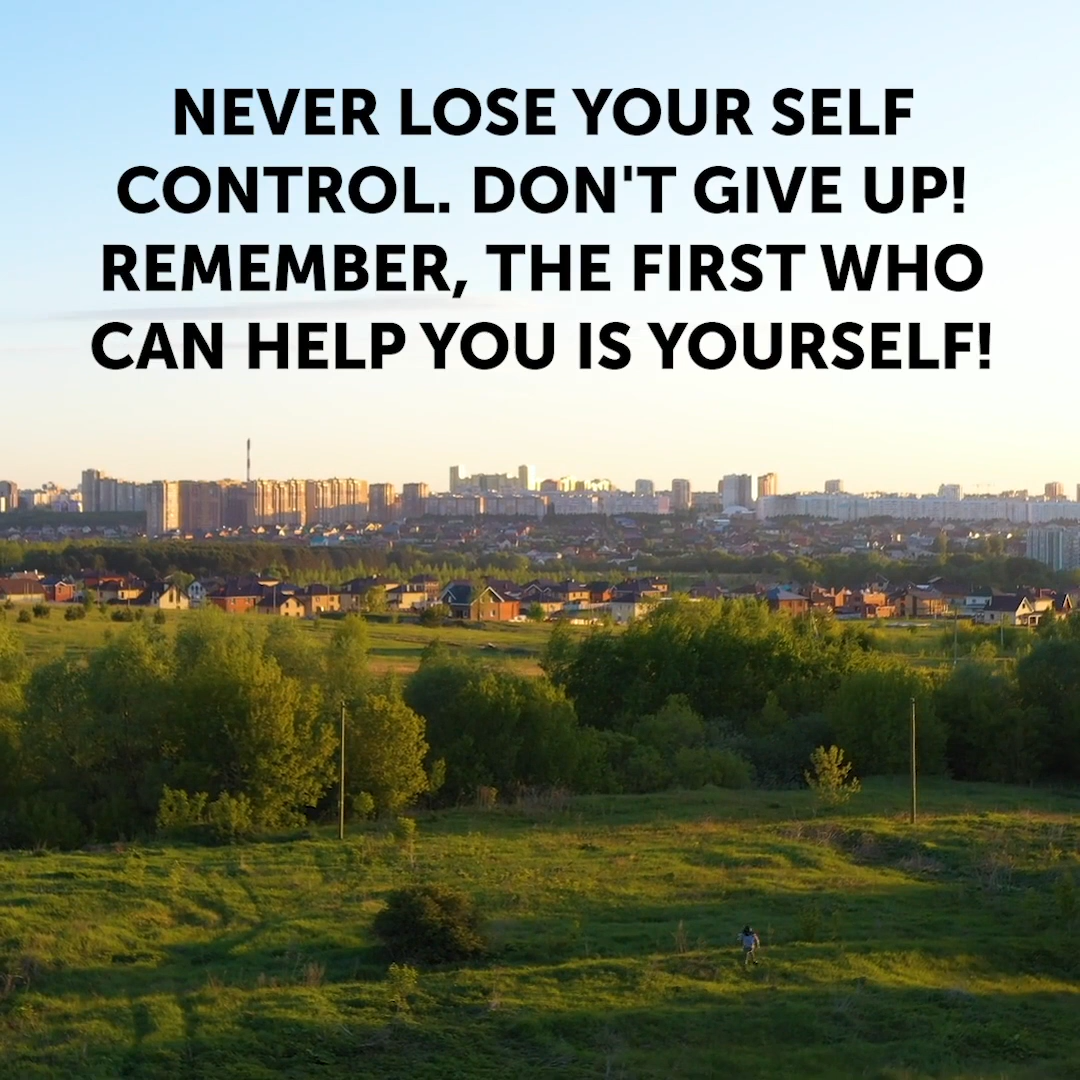 NEVER LOSE YOUR SELF
CONTROL. DON'T GIVE UP!
REMEMBER, THE FIRST WHO
CAN HELP YOU IS YOURSELF!